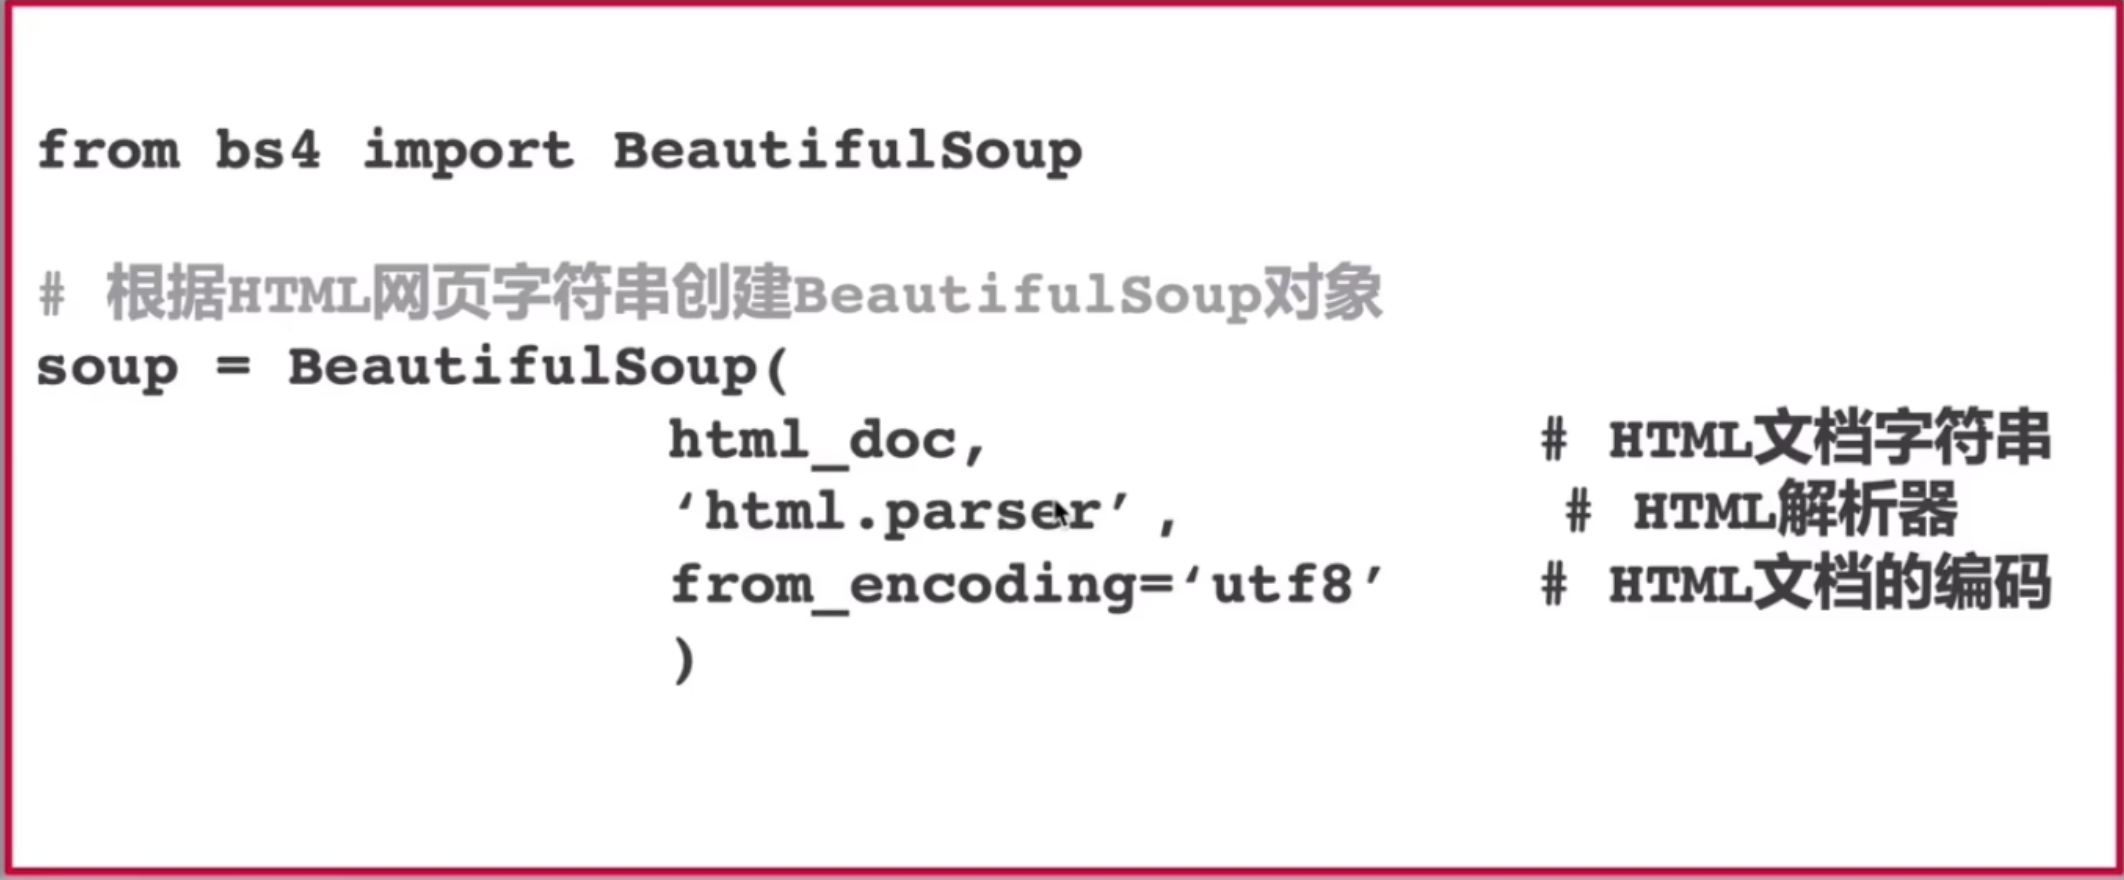 from bs4 import BeautifulSoup
# 根据HTML网页字符串创建BeautifulSoup对象
soup = BeautifulSoup(
html_doc, # HTML文档字符串
‘html.parser’ , # HTML解析器
from_encoding=‘utf8’ # HTML文档的编码
)